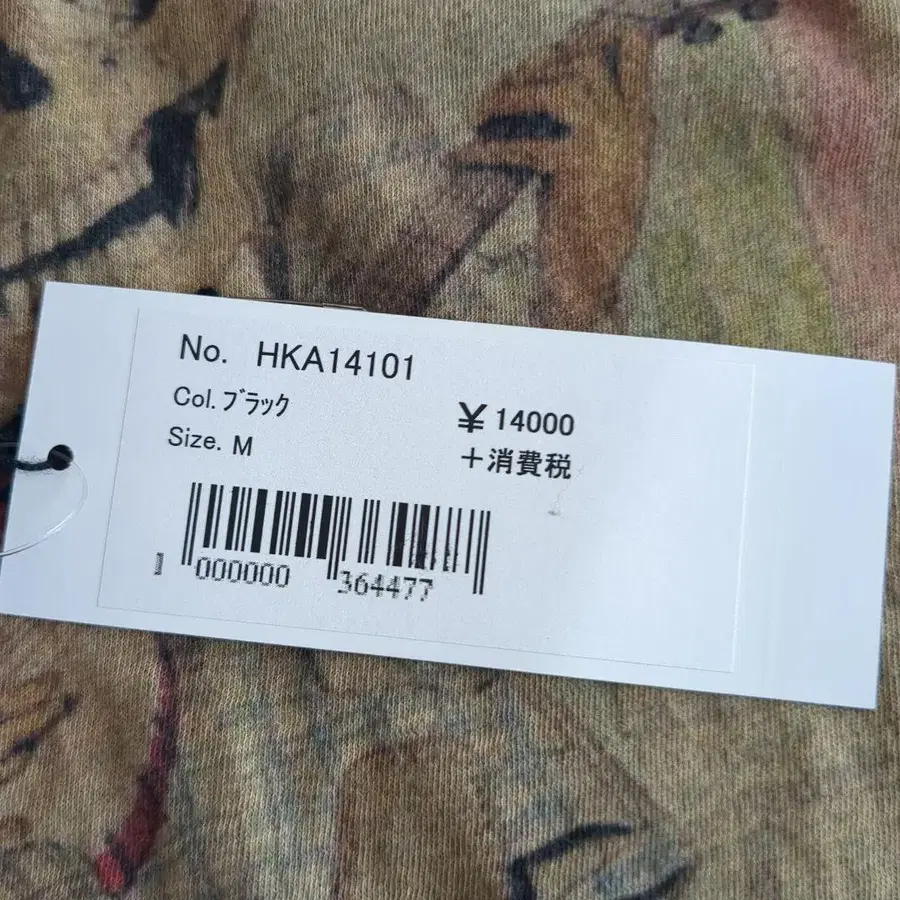 No. HKA14101
Col.ブラック
Size. M
¥ 14000
+消費税
1 000000 364477